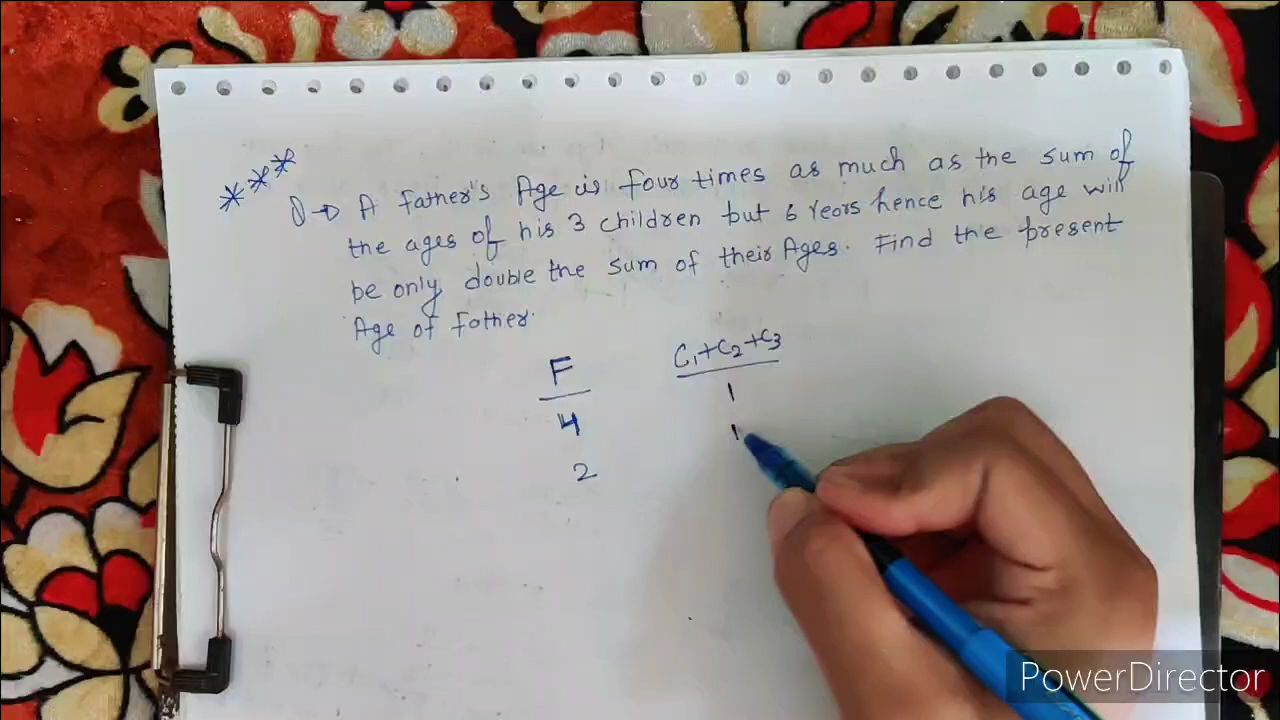 ***
Q→ A Father's Age is four times as much as the sum of
the ages of his 3 children but 6 Years hence his age will
be only double the sum of their Ages. Find the present
Age of Father.
F C₁+C₂+C₃
4 1
2 1
PowerDirector